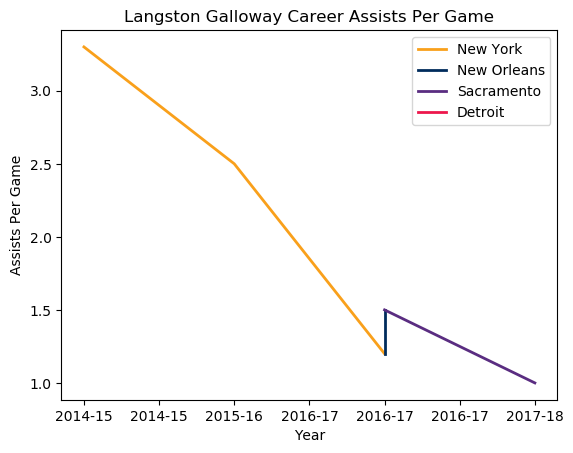 Langston Galloway Career Assists Per Game
New York
New Orleans
Sacramento
Detroit
3.0
2.5
2.0
1.5
1.0
Assists Per Game
2014-15 2014-15 2015-16 2016-17 2016-17 2016-17 2017-18
Year